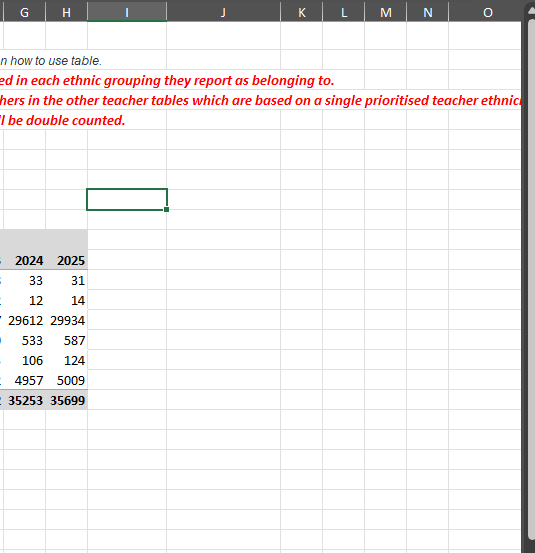 G H I J K L M N O
n how to use table.
ed in each ethnic grouping they report as belonging to.
hers in the other teacher tables which are based on a single prioritised teacher ethnici
ll be double counted.
2024 2025
33 31
12 14
29612 29934
533 587
106 124
4957 5009
35253 35699